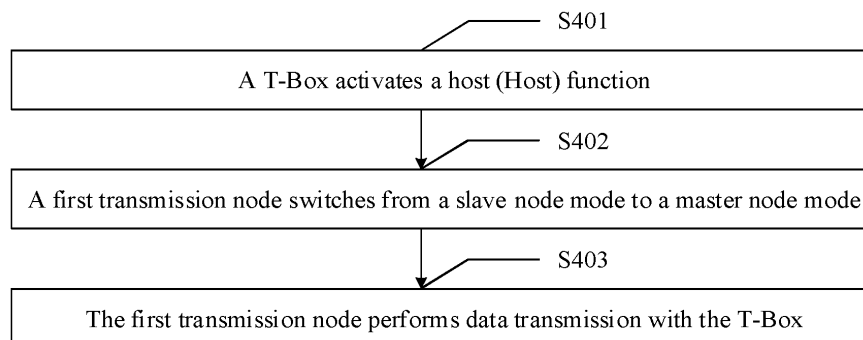 S401
A T-Box activates a host (Host) function
S402
A first transmission node switches from a slave node mode to a master node mode
S403
The first transmission node performs data transmission with the T-Box